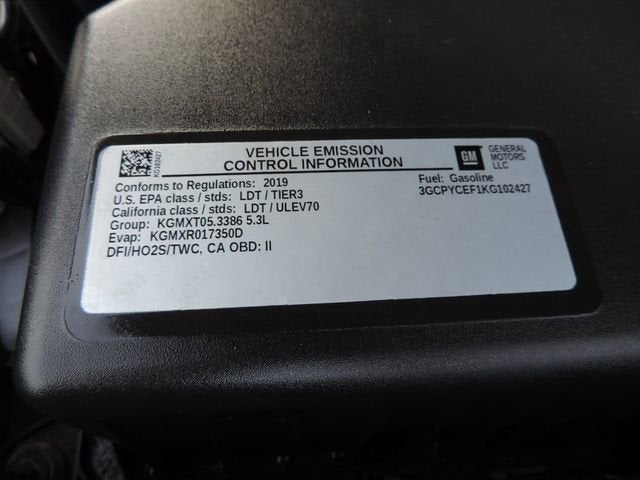 VEHICLE EMISSION
CONTROL INFORMATION
GM
GENERAL
MOTORS
LLC
KG102427
Conforms to Regulations: 2019
U.S. EPA class / stds: LDT / TIER3
California class / stds: LDT / ULEV70
Group: KGMXT05.3386 5.3L
Evap: KGMXR017350D
DFI/HO2S/TWC, CA OBD: II
Fuel: Gasoline
3GCPYCEF1KG102427